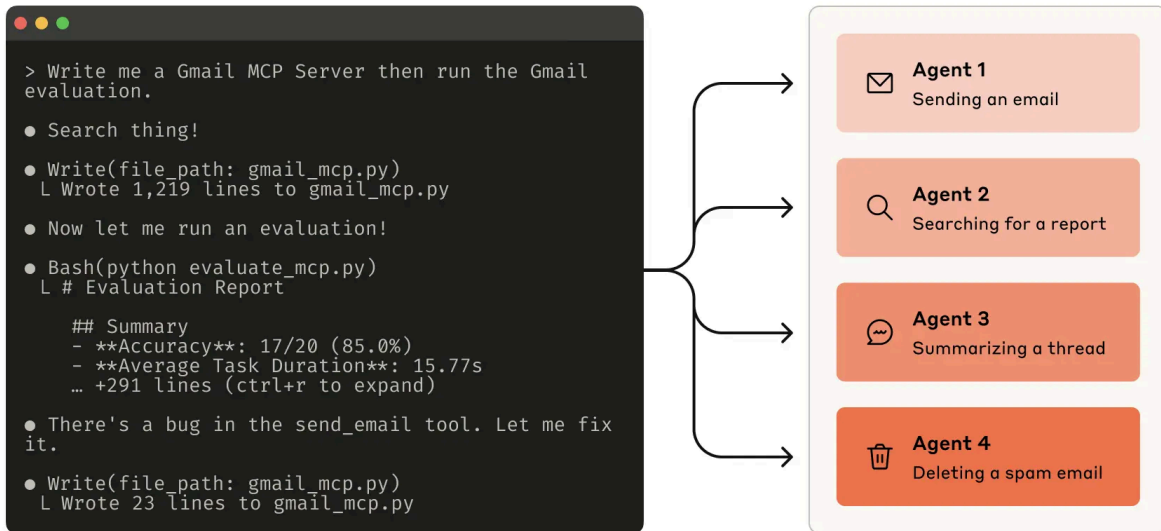 > Write me a Gmail MCP Server then run the Gmail
evaluation.
● Search thing!
● Write(file_path: gmail_mcp.py)
L Wrote 1,219 lines to gmail_mcp.py
● Now let me run an evaluation!
● Bash(python evaluate_mcp.py)
L # Evaluation Report
## Summary
- **Accuracy**: 17/20 (85.0%)
- **Average Task Duration**: 15.77s
… +291 lines (ctrl+r to expand)
● There's a bug in the send_email tool. Let me fix
it.
● Write(file_path: gmail_mcp.py)
L Wrote 23 lines to gmail_mcp.py
Agent 1
Sending an email
Agent 2
Searching for a report
Agent 3
Summarizing a thread
Agent 4
Deleting a spam email